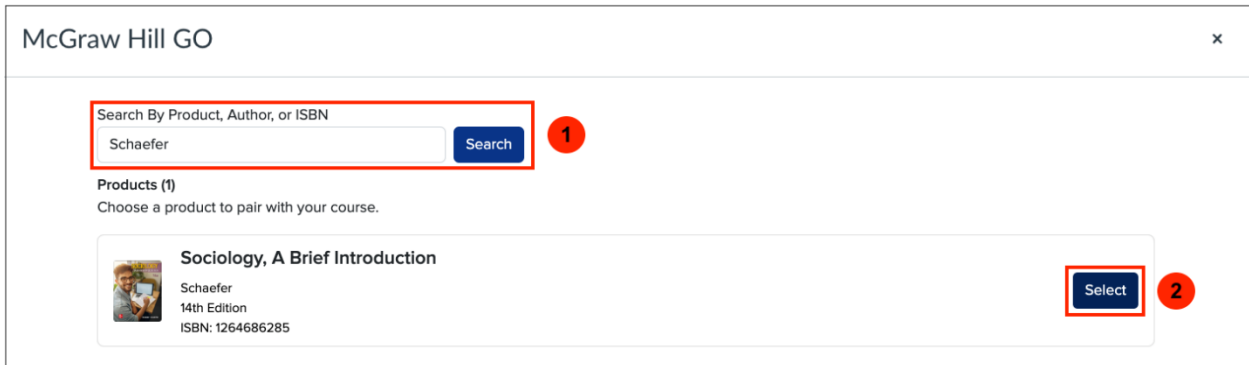 McGraw Hill GO
×
Search By Product, Author, or ISBN
Schaefer
Search
1
Products (1)
Choose a product to pair with your course.
Sociology, A Brief Introduction
Schaefer
14th Edition
ISBN: 1264686285
Select
2